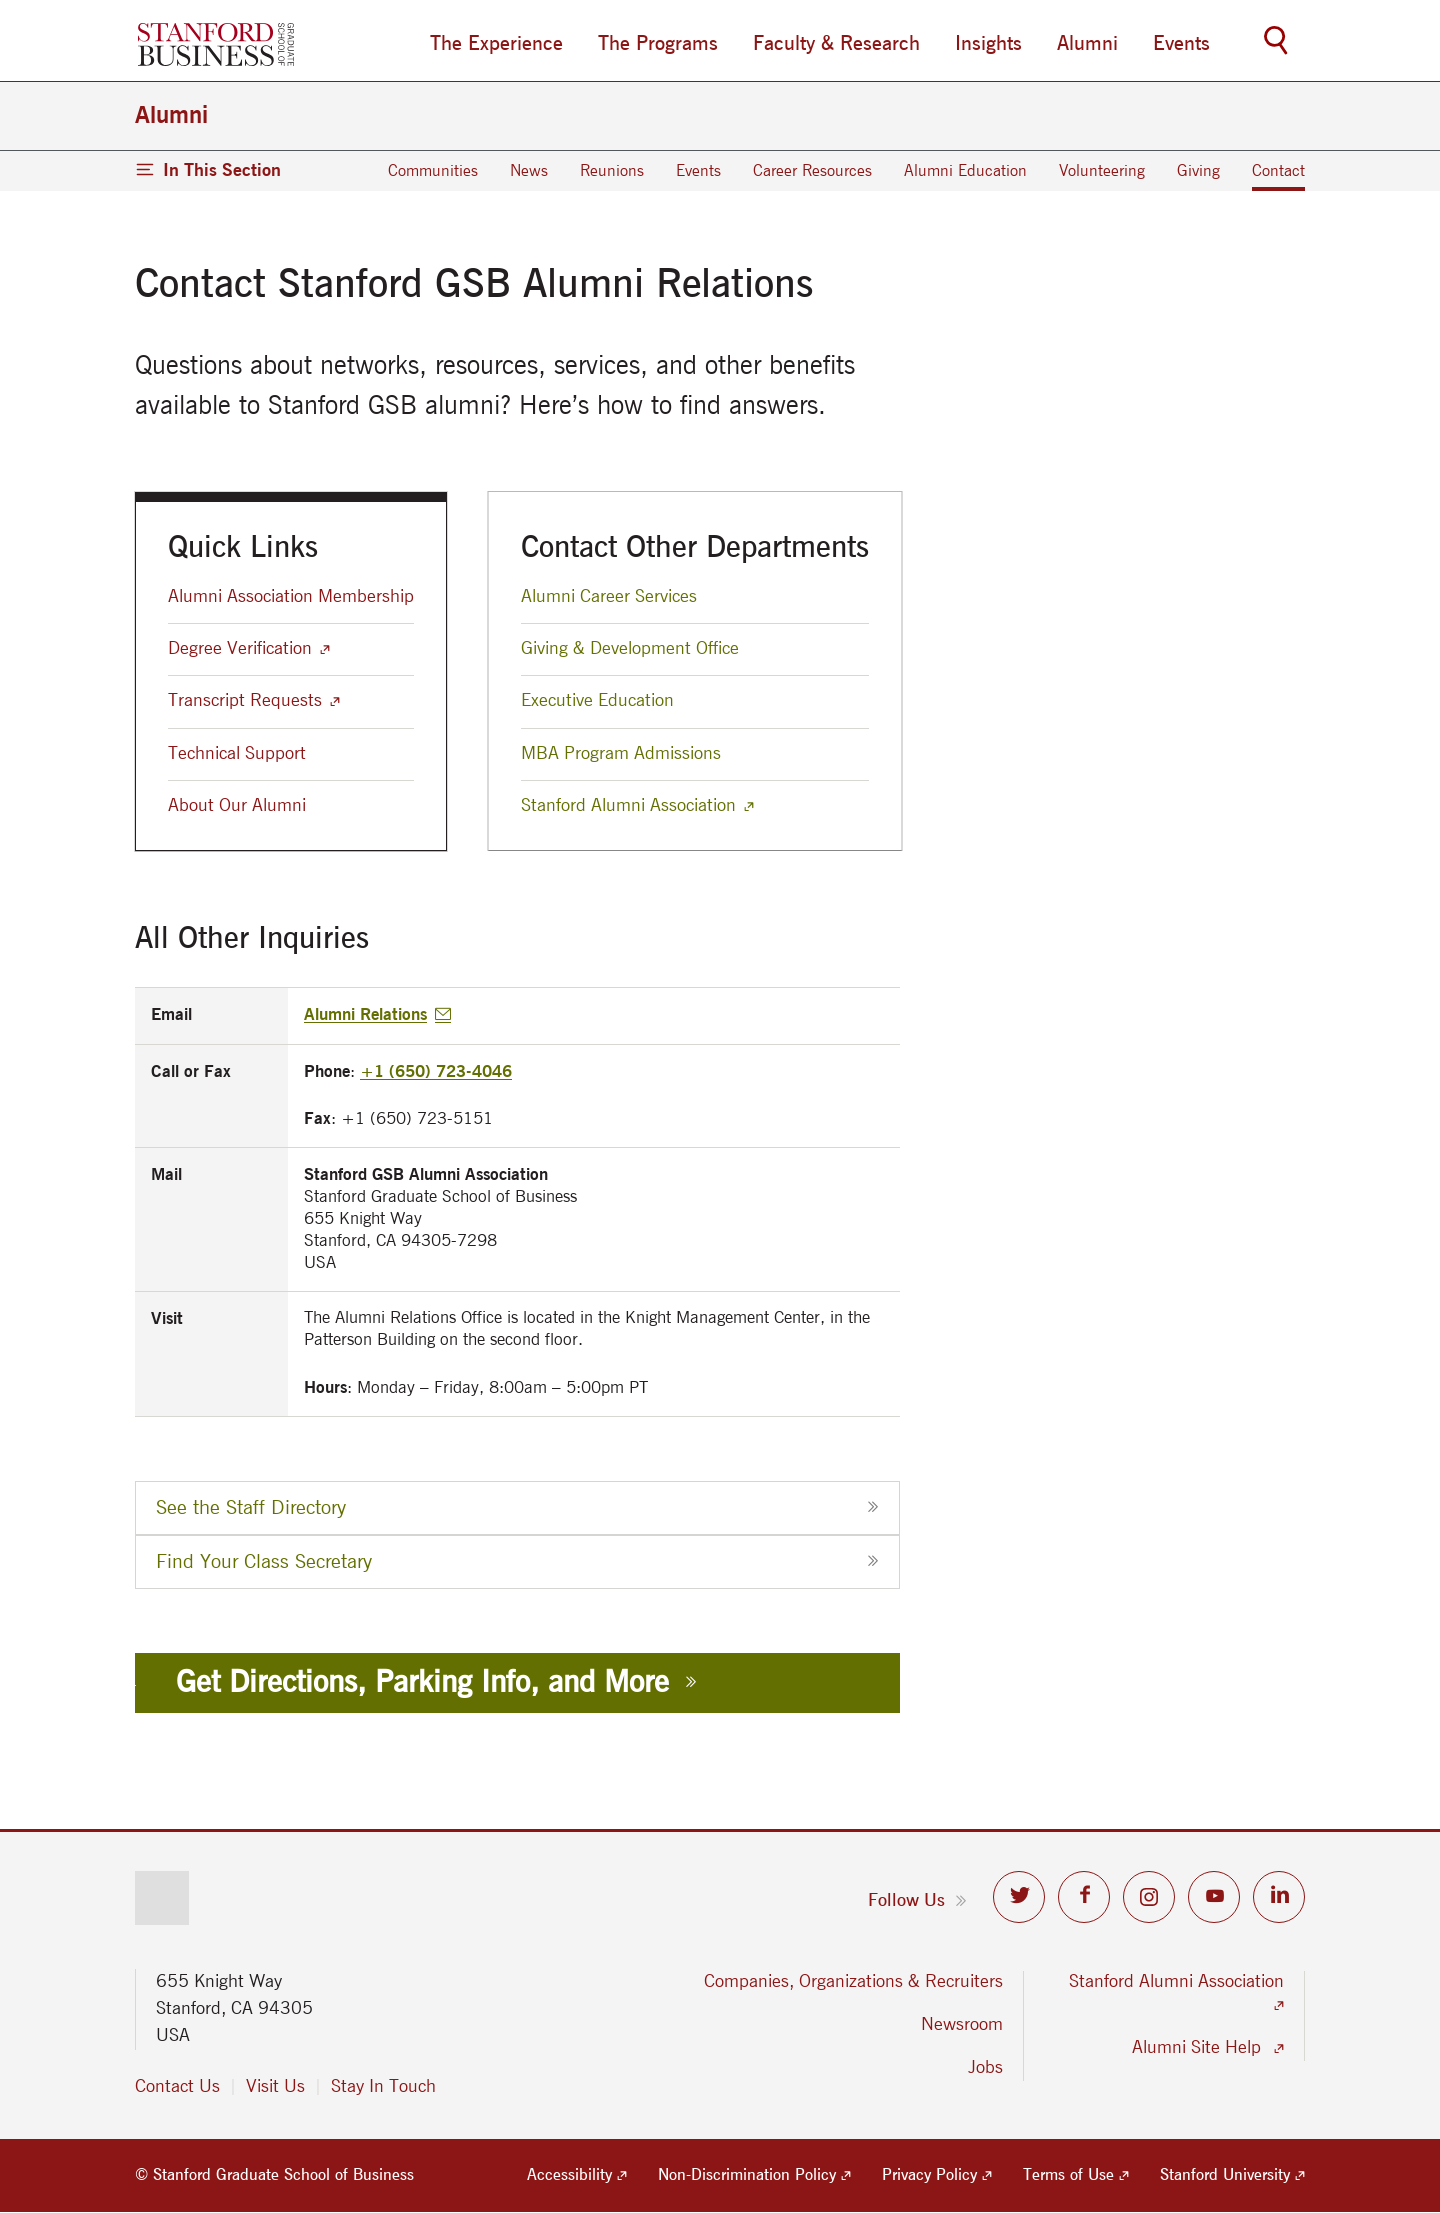 STANFORD
BUSINESS
GRADUATE
SCHOOL OF
The Experience
The Programs
Faculty & Research
Insights
Alumni
Events
Alumni
In This Section
Communities
News
Reunions
Events
Career Resources
Alumni Education
Volunteering
Giving
Contact
Contact Stanford GSB Alumni Relations
Questions about networks, resources, services, and other benefits
available to Stanford GSB alumni? Here’s how to find answers.
Quick Links
Alumni Association Membership
Degree Verification
Transcript Requests
Technical Support
About Our Alumni
Contact Other Departments
Alumni Career Services
Giving & Development Office
Executive Education
MBA Program Admissions
Stanford Alumni Association
All Other Inquiries
Email
Alumni Relations
Call or Fax
Phone: +1 (650) 723-4046
Fax: +1 (650) 723-5151
Mail
Stanford GSB Alumni Association
Stanford Graduate School of Business
655 Knight Way
Stanford, CA 94305-7298
USA
Visit
The Alumni Relations Office is located in the Knight Management Center, in the
Patterson Building on the second floor.
Hours: Monday – Friday, 8:00am – 5:00pm PT
See the Staff Directory
Find Your Class Secretary
Get Directions, Parking Info, and More
Follow Us
655 Knight Way
Stanford, CA 94305
USA
Contact Us | Visit Us | Stay In Touch
Companies, Organizations & Recruiters
Newsroom
Jobs
Stanford Alumni Association
Alumni Site Help
© Stanford Graduate School of Business
Accessibility
Non-Discrimination Policy
Privacy Policy
Terms of Use
Stanford University